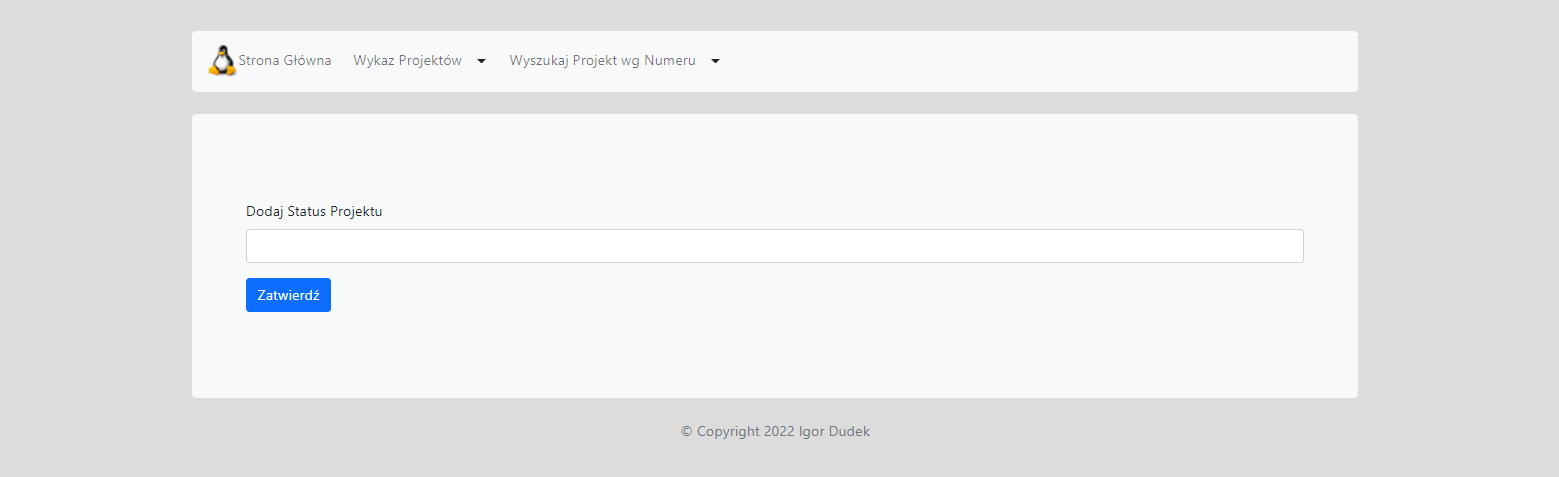 Strona Główna Wykaz Projektów Wyszukaj Projekt wg Numeru
Dodaj Status Projektu
Zatwierdź
© Copyright 2022 Igor Dudek